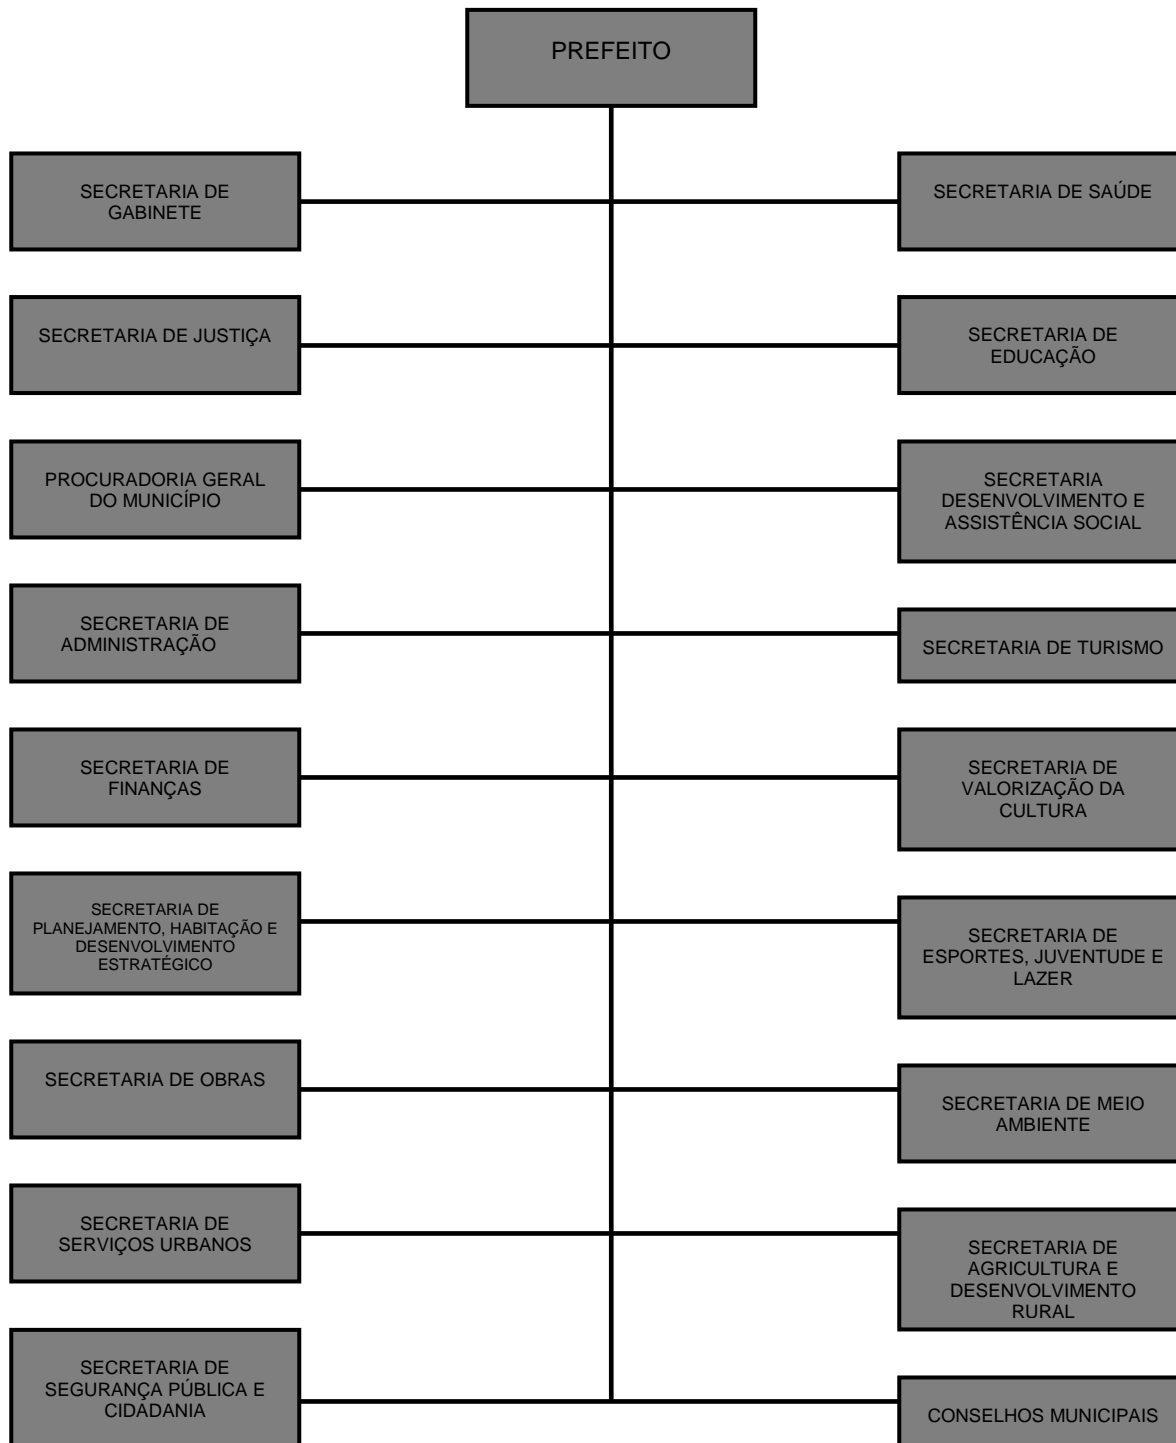 PREFEITO
SECRETARIA DE
GABINETE
SECRETARIA DE SAÚDE
SECRETARIA DE JUSTIÇA
SECRETARIA DE
EDUCAÇÃO
PROCURADORIA GERAL
DO MUNICÍPIO
SECRETARIA
DESENVOLVIMENTO E
ASSISTÊNCIA SOCIAL
SECRETARIA DE
ADMINISTRAÇÃO
SECRETARIA DE TURISMO
SECRETARIA DE
FINANÇAS
SECRETARIA DE
VALORIZAÇÃO DA
CULTURA
SECRETARIA DE
PLANEJAMENTO, HABITAÇÃO E
DESENVOLVIMENTO
ESTRATÉGICO
SECRETARIA DE
ESPORTES, JUVENTUDE E
LAZER
SECRETARIA DE OBRAS
SECRETARIA DE MEIO
AMBIENTE
SECRETARIA DE
SERVIÇOS URBANOS
SECRETARIA DE
AGRICULTURA E
DESENVOLVIMENTO
RURAL
SECRETARIA DE
SEGURANÇA PÚBLICA E
CIDADANIA
CONSELHOS MUNICIPAIS